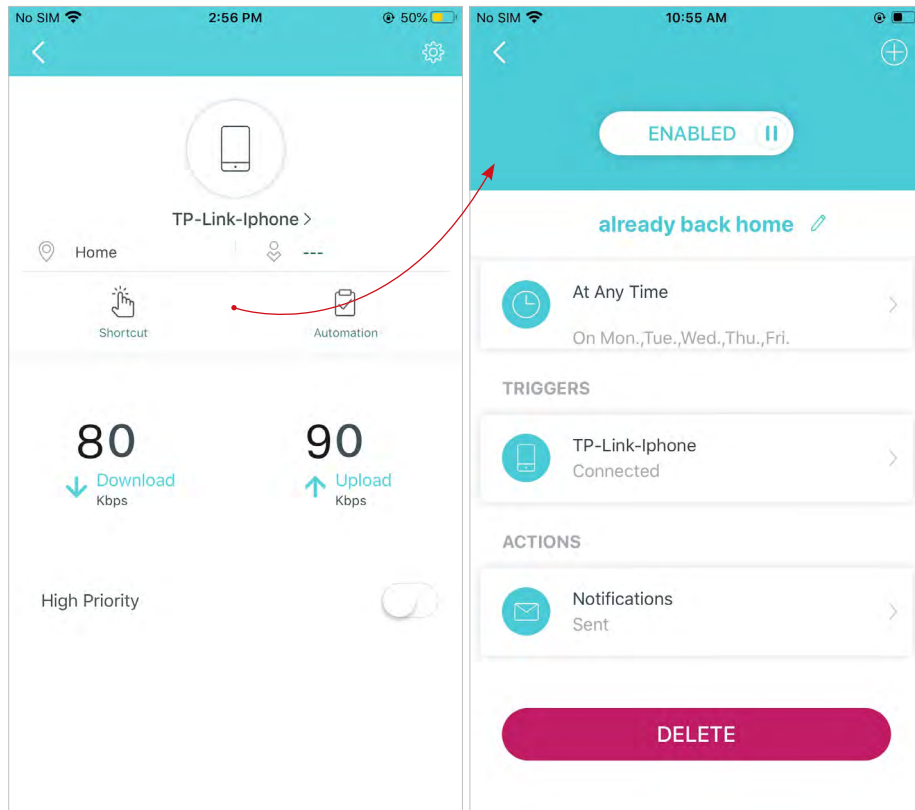 No SIM 2:56 PM 50%
TP-Link-Iphone >
Home ---
Shortcut Automation
80 90
Download Upload
Kbps Kbps
High Priority
No SIM 10:55 AM
ENABLED
already back home
At Any Time
On Mon.,Tue.,Wed.,Thu.,Fri.
TRIGGERS
TP-Link-Iphone
Connected
ACTIONS
Notifications
Sent
DELETE